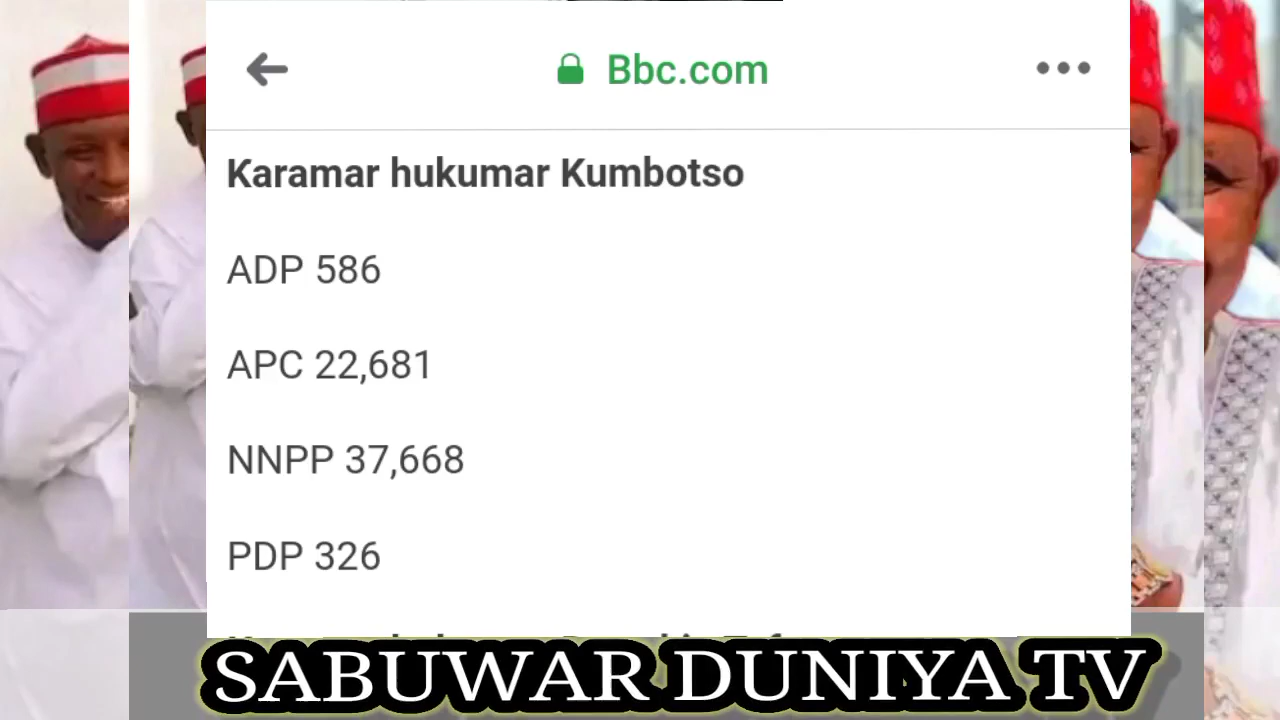 Bbc.com
Karamar hukumar Kumbotso
ADP 586
APC 22,681
NNPP 37,668
PDP 326
SABUWAR DUNIYA TV